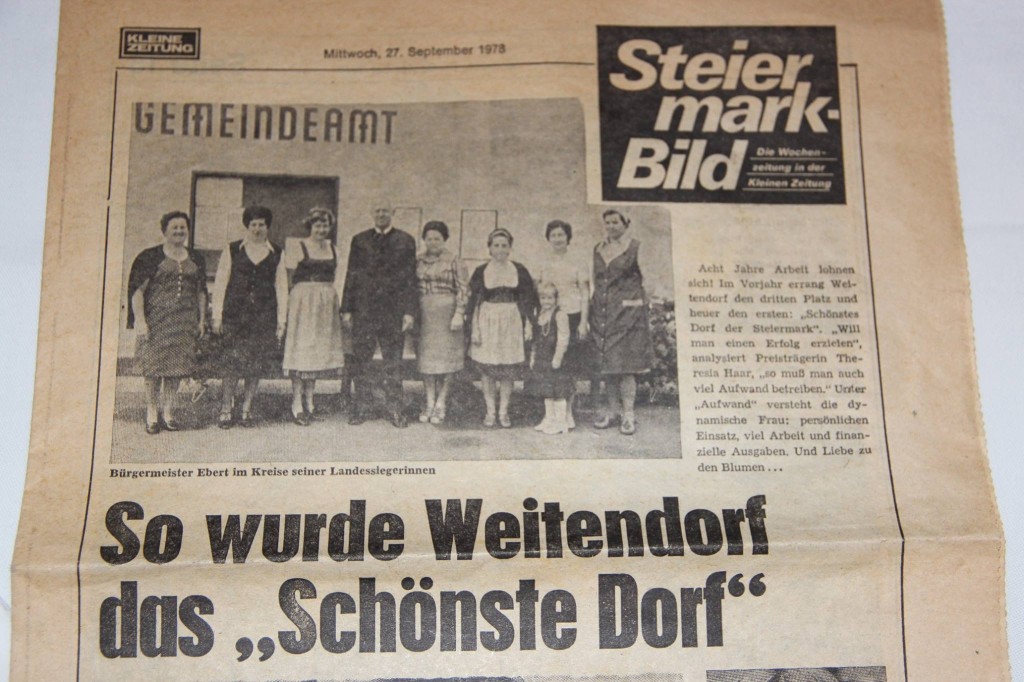 KLEINE
ZEITUNG
Mittwoch, 27. September 1978
Steier
mark-
Bild
Die Wochen-
zeitung in der
Kleinen Zeitung
GEMEINDEAMT
Acht Jahre Arbeit lohnen
sich! Im Vorjahr errang Wei-
tendorf den dritten Platz und
heuer den ersten: „Schönstes
Dorf der Steiermark“. „Will
man einen Erfolg erzielen“,
analysiert Preisträgerin The-
resia Haar, „so muß man auch
viel Aufwand betreiben.“ Unter
„Aufwand“ versteht die dy-
namische Frau: persönlichen
Einsatz, viel Arbeit und finan-
zielle Ausgaben. Und Liebe zu
den Blumen...
Bürgermeister Ebert im Kreise seiner Landessiegerinnen
So wurde Weitendorf
das „Schönste Dorf“